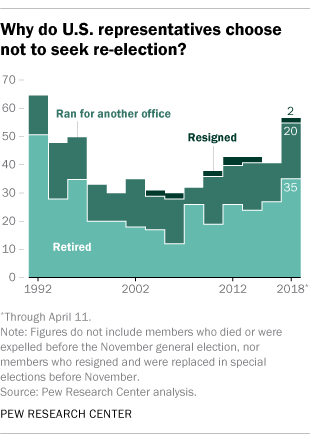 Why do U.S. representatives choose
not to seek re-election?
70
60
50
40
30
20
10
0
Ran for another office
Resigned
Retired
2
20
35
1992
2002
2012
2018*
*Through April 11.
Note: Figures do not include members who died or were
expelled before the November general election, nor
members who resigned and were replaced in special
elections before November.
Source: Pew Research Center analysis.
PEW RESEARCH CENTER